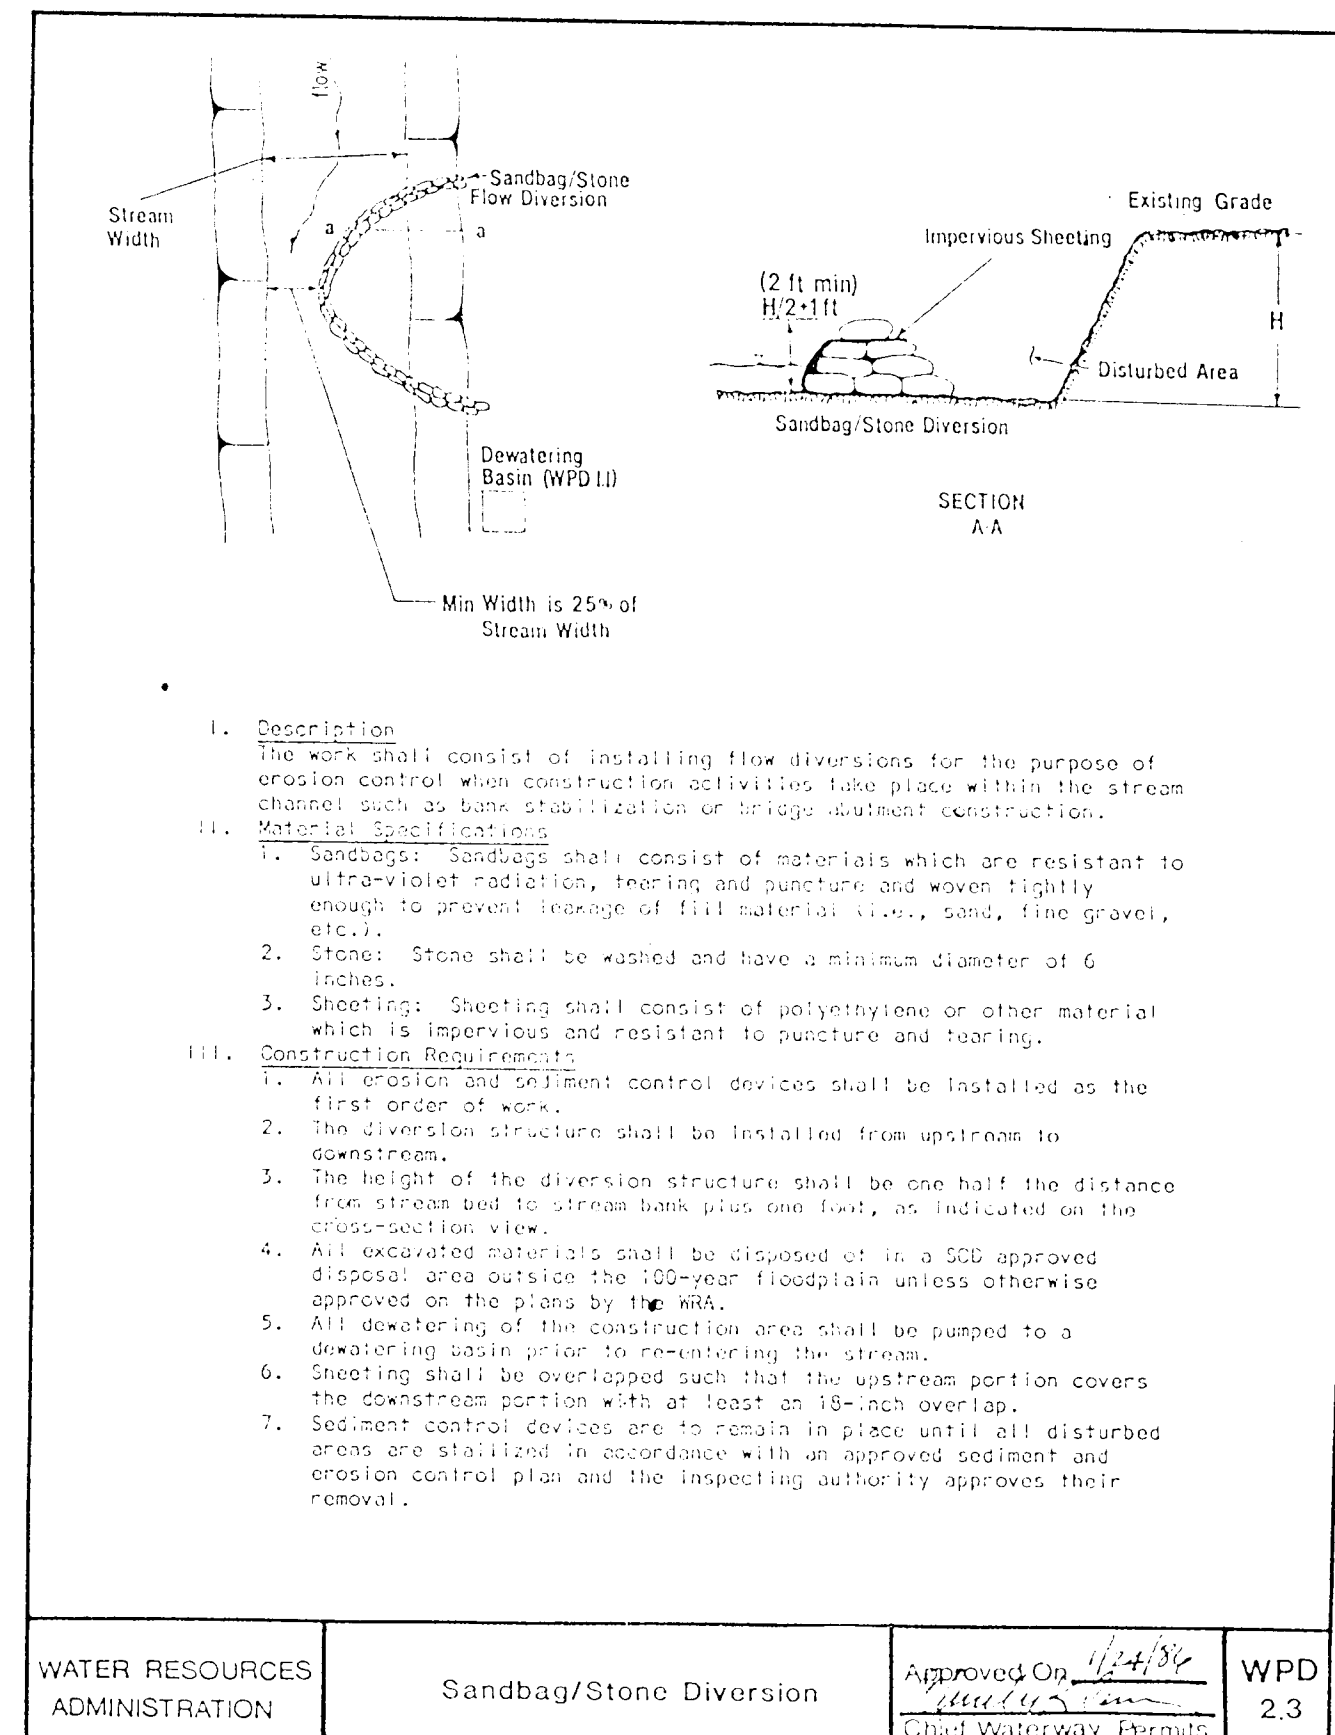 flow
Sandbag/Stone
Flow Diversion
Stream
Width
a
a
Dewatering
Basin (WPD 1.1)
Min Width is 25% of
Stream Width
Existing Grade
Impervious Sheeting
(2 ft min)
H/2+1ft
H
Disturbed Area
Sandbag/Stone Diversion
SECTION
A-A
I. Description
The work shall consist of installing flow diversions for the purpose of
erosion control when construction activities take place within the stream
channel such as bank stabilization or bridge abutment construction.
II. Material Specifications
1. Sandbags: Sandbags shall consist of materials which are resistant to
ultra-violet radiation, tearing and puncture and woven tightly
enough to prevent leakage of fill material (i.e., sand, fine gravel,
etc.).
2. Stone: Stone shall be washed and have a minimum diameter of 6
inches.
3. Sheeting: Sheeting shall consist of polyethylene or other material
which is impervious and resistant to puncture and tearing.
III. Construction Requirements
1. All erosion and sediment control devices shall be installed as the
first order of work.
2. The diversion structure shall be installed from upstream to
downstream.
3. The height of the diversion structure shall be one half the distance
from stream bed to stream bank plus one foot, as indicated on the
cross-section view.
4. All excavated materials shall be disposed of in a SCD approved
disposal area outside the 100-year floodplain unless otherwise
approved on the plans by the WRA.
5. All dewatering of the construction area shall be pumped to a
dewatering basin prior to re-entering the stream.
6. Sheeting shall be overlapped such that the upstream portion covers
the downstream portion with at least an 18-inch overlap.
7. Sediment control devices are to remain in place until all disturbed
areas are stailized in accordance with an approved sediment and
erosion control plan and the inspecting authority approves their
removal.
WATER RESOURCES
ADMINISTRATION
Sandbag/Stone Diversion
Approved On 1/24/86
Chief Waterway Permits
WPD
2.3